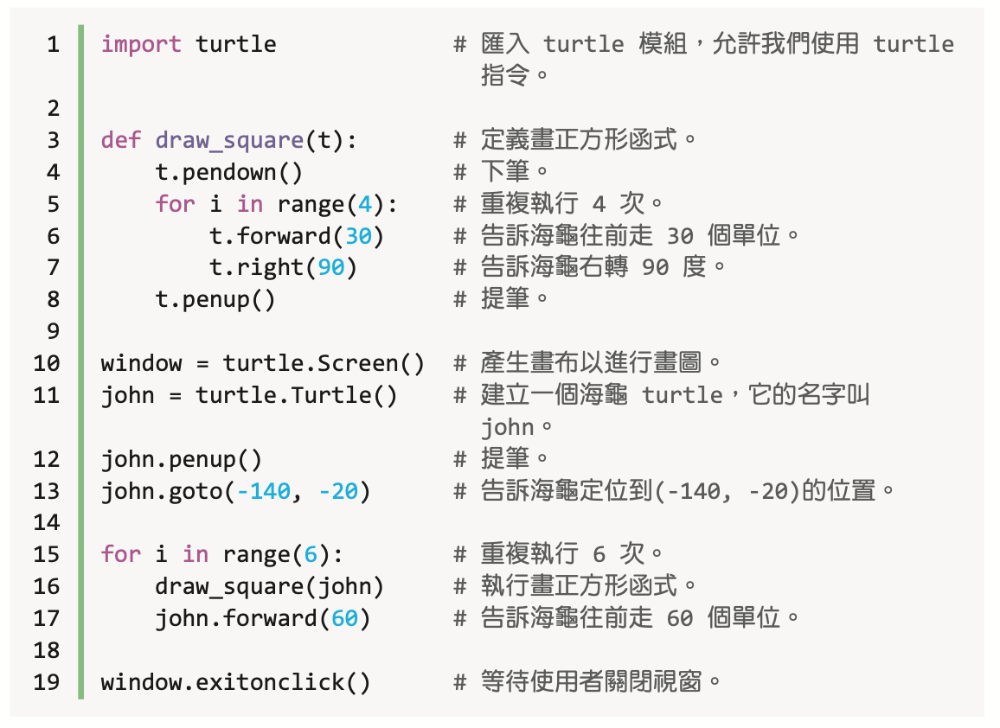 1 import turtle # 匯入 turtle 模組，允許我們使用 turtle
指令。
2
3 def draw_square(t): # 定義畫正方形函式。
4     t.pendown() # 下筆。
5     for i in range(4): # 重複執行 4 次。
6         t.forward(30) # 告訴海龜往前走 30 個單位。
7         t.right(90) # 告訴海龜右轉 90 度。
8     t.penup() # 提筆。
9
10 window = turtle.Screen() # 產生畫布以進行畫圖。
11 john = turtle.Turtle() # 建立一個海龜 turtle，它的名字叫
john。
12 john.penup() # 提筆。
13 john.goto(-140, -20) # 告訴海龜定位到(-140, -20)的位置。
14
15 for i in range(6): # 重複執行 6 次。
16     draw_square(john) # 執行畫正方形函式。
17     john.forward(60) # 告訴海龜往前走 60 個單位。
18
19 window.exitonclick() # 等待使用者關閉視窗。